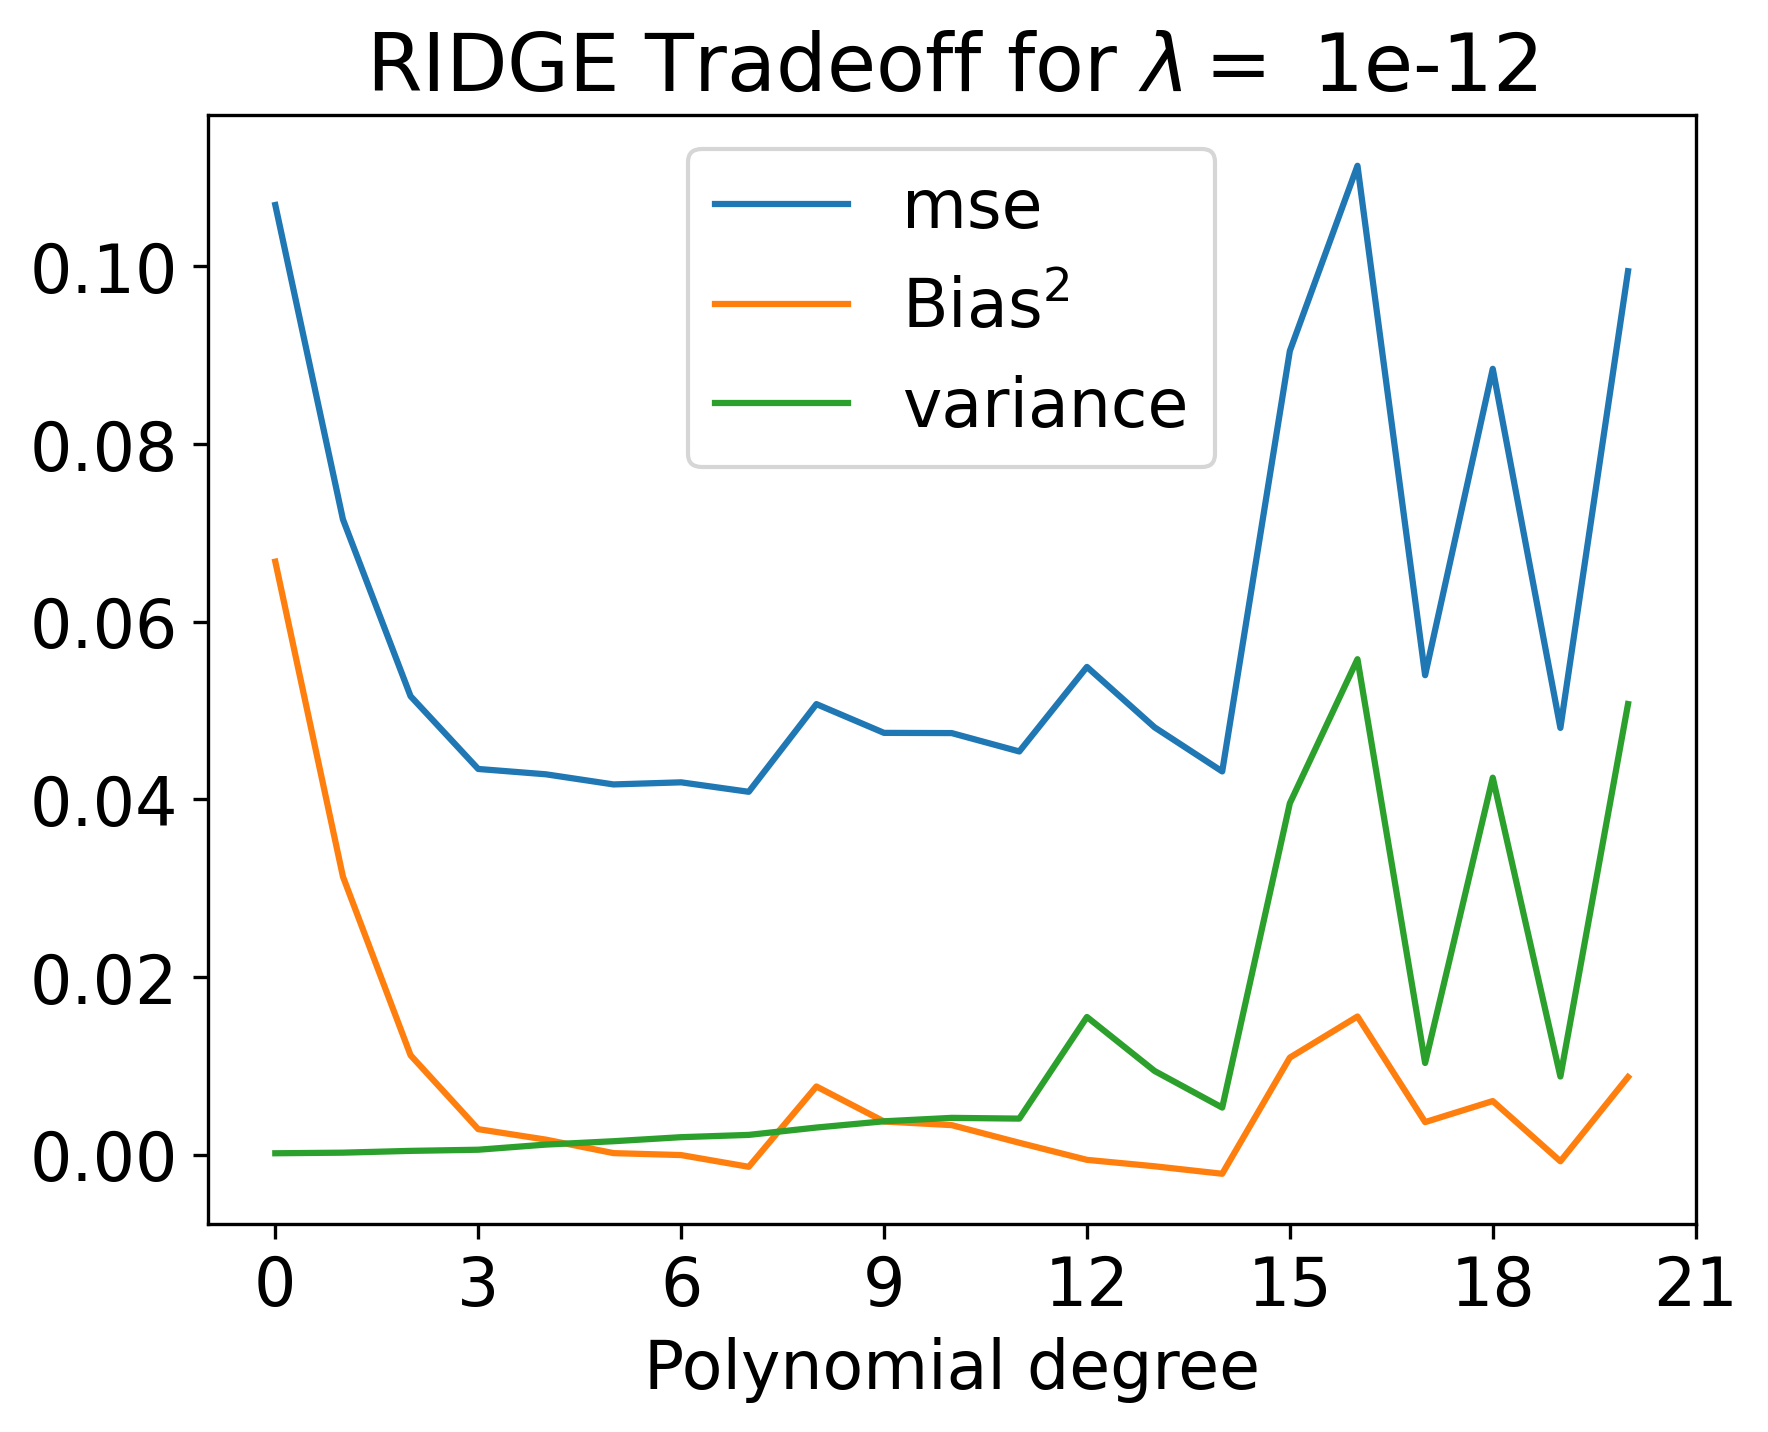 RIDGE Tradeoff for λ = 1e-12
mse
Bias²
variance
0.10
0.08
0.06
0.04
0.02
0.00
0 3 6 9 12 15 18 21
Polynomial degree